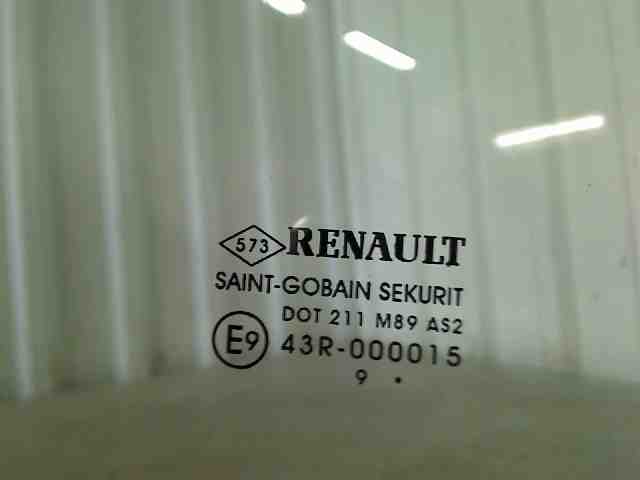 573 RENAULT
SAINT-GOBAIN SEKURIT
DOT 211 M89 AS2
E9 43R-000015
9 .